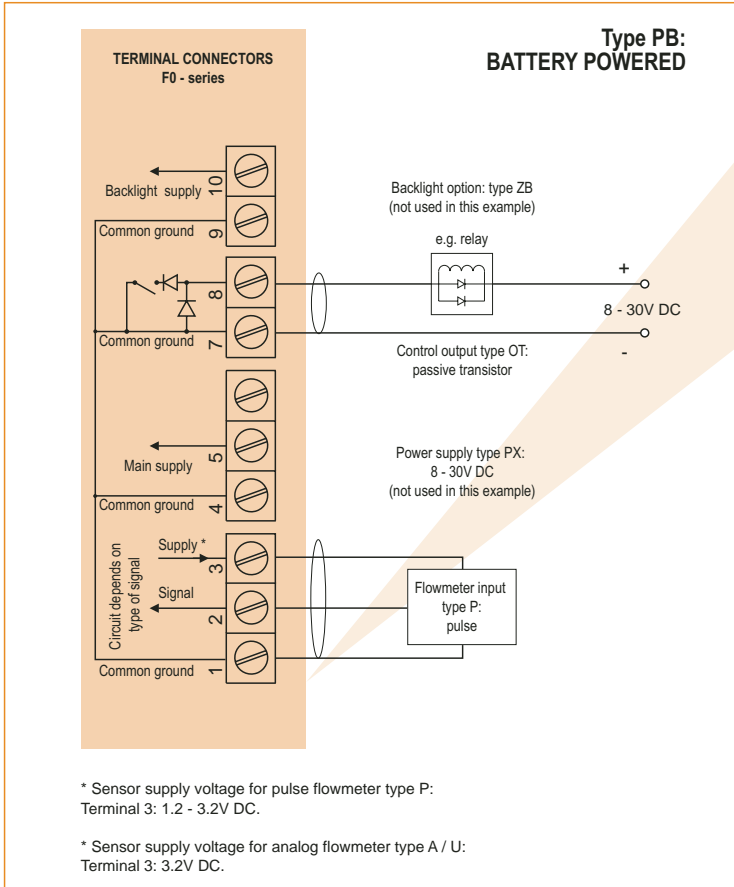 Type PB:
BATTERY POWERED
TERMINAL CONNECTORS
F0 - series
10
Backlight supply
9
Common ground
8
7
Common ground
5
Main supply
4
Common ground
Circuit depends on
type of signal
Supply *
3
Signal
2
1
Common ground
Backlight option: type ZB
(not used in this example)
e.g. relay
+
8 - 30V DC
-
Control output type OT:
passive transistor
Power supply type PX:
8 - 30V DC
(not used in this example)
Flowmeter input
type P:
pulse
* Sensor supply voltage for pulse flowmeter type P:
Terminal 3: 1.2 - 3.2V DC.
* Sensor supply voltage for analog flowmeter type A / U:
Terminal 3: 3.2V DC.